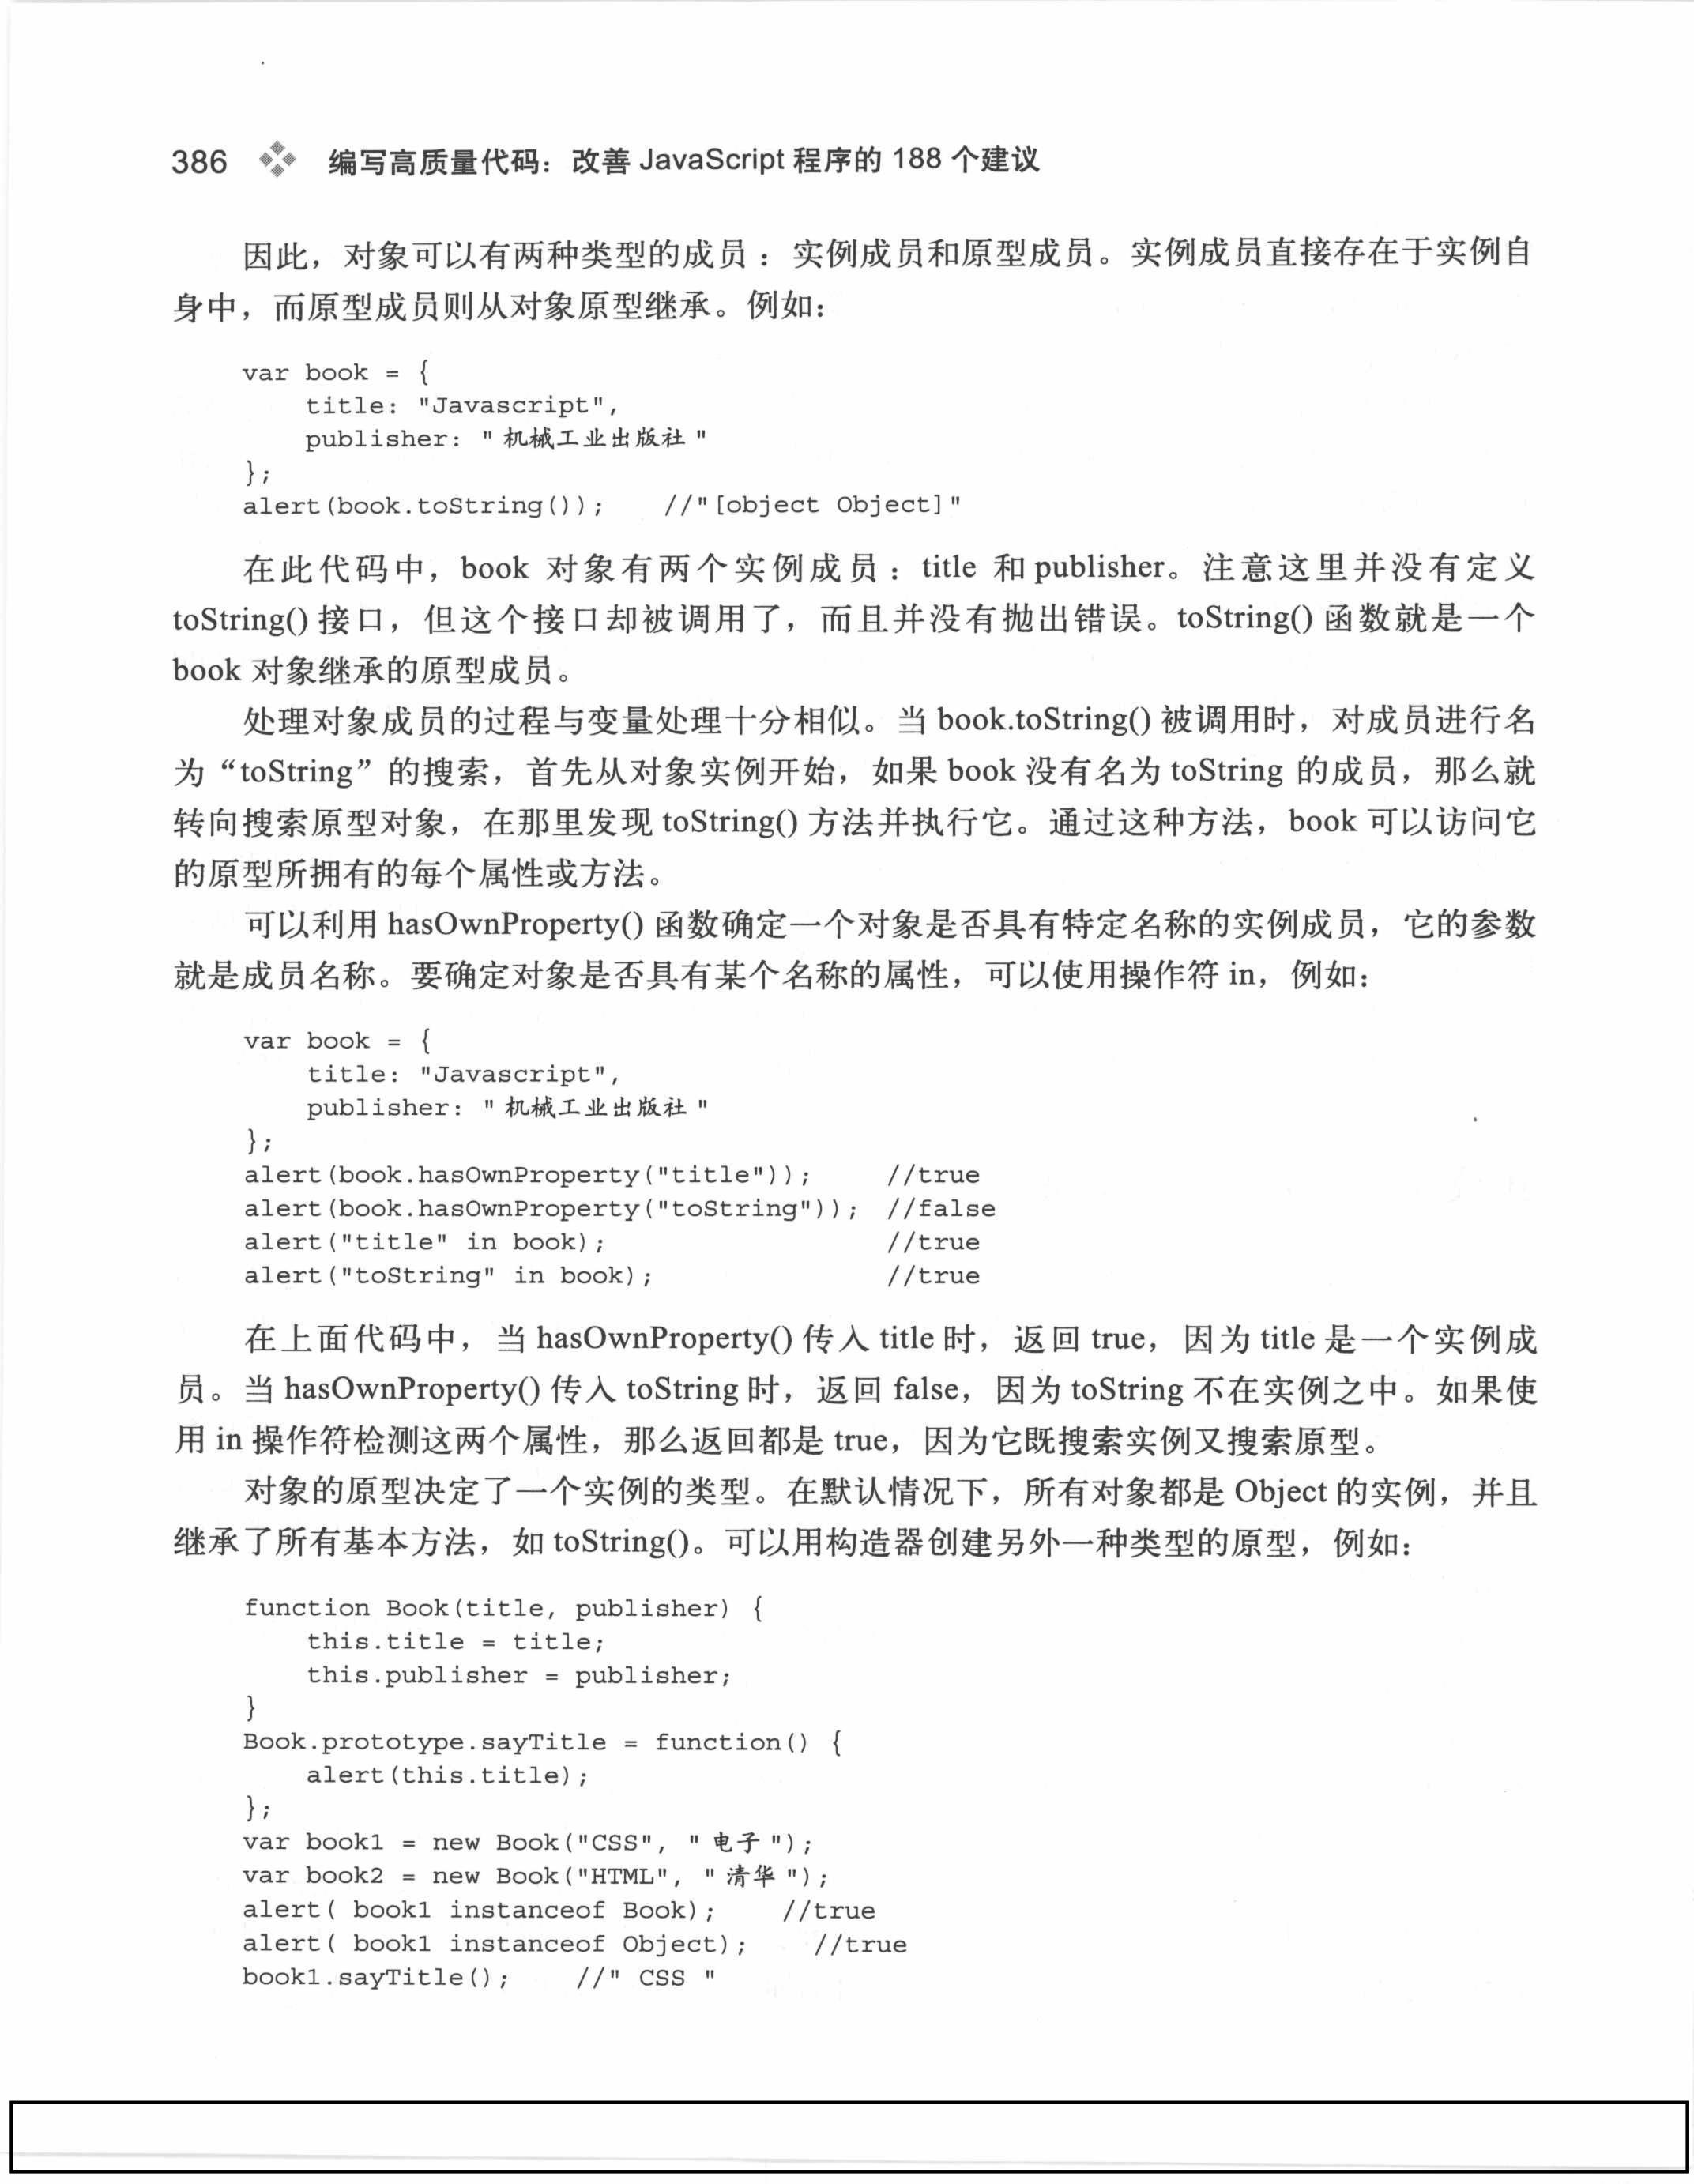 386 编写高质量代码：改善 JavaScript 程序的 188 个建议
因此，对象可以有两种类型的成员：实例成员和原型成员。实例成员直接存在于实例自
身中，而原型成员则从对象原型继承。例如：
var book = {
    title: "Javascript",
    publisher: " 机械工业出版社 "
};
alert(book.toString());    //"[object Object]"
在此代码中，book 对象有两个实例成员：title 和 publisher。注意这里并没有定义
toString() 接口，但这个接口却被调用了，而且并没有抛出错误。toString() 函数就是一个
book 对象继承的原型成员。
处理对象成员的过程与变量处理十分相似。当 book.toString() 被调用时，对成员进行名
为“toString”的搜索，首先从对象实例开始，如果 book 没有名为 toString 的成员，那么就
转向搜索原型对象，在那里发现 toString() 方法并执行它。通过这种方法，book 可以访问它
的原型所拥有的每个属性或方法。
可以利用 hasOwnProperty() 函数确定一个对象是否具有特定名称的实例成员，它的参数
就是成员名称。要确定对象是否具有某个名称的属性，可以使用操作符 in，例如：
var book = {
    title: "Javascript",
    publisher: " 机械工业出版社 "
};
alert(book.hasOwnProperty("title"));     //true
alert(book.hasOwnProperty("toString"));  //false
alert("title" in book);                  //true
alert("toString" in book);               //true
在上面代码中，当 hasOwnProperty() 传入 title 时，返回 true，因为 title 是一个实例成
员。当 hasOwnProperty() 传入 toString 时，返回 false，因为 toString 不在实例之中。如果使
用 in 操作符检测这两个属性，那么返回都是 true，因为它既搜索实例又搜索原型。
对象的原型决定了一个实例的类型。在默认情况下，所有对象都是 Object 的实例，并且
继承了所有基本方法，如 toString()。可以用构造器创建另外一种类型的原型，例如：
function Book(title, publisher) {
    this.title = title;
    this.publisher = publisher;
}
Book.prototype.sayTitle = function() {
    alert(this.title);
};
var book1 = new Book("CSS", " 电子 ");
var book2 = new Book("HTML", " 清华 ");
alert( book1 instanceof Book);    //true
alert( book1 instanceof Object);    //true
book1.sayTitle();    //" CSS "